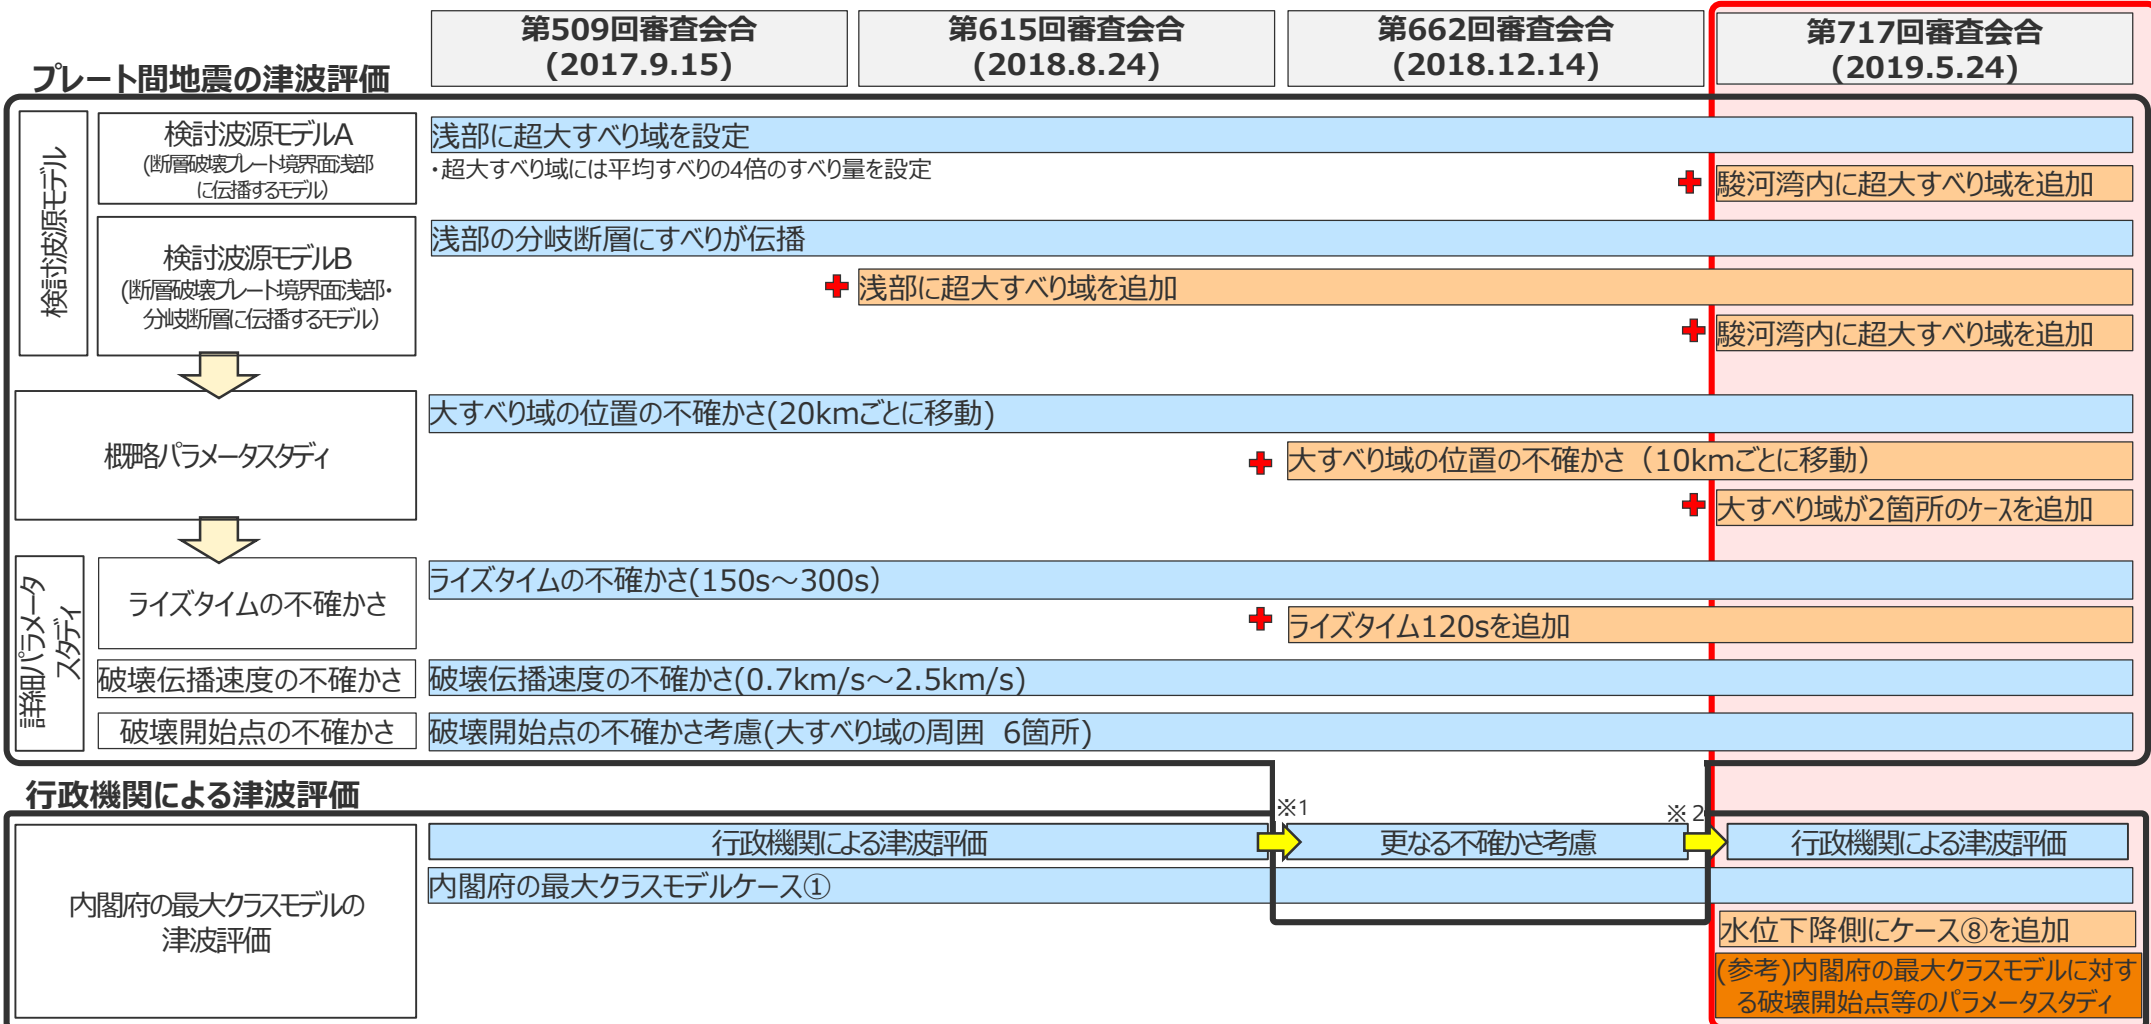 第509回審査会合
(2017.9.15)
第615回審査会合
(2018.8.24)
第662回審査会合
(2018.12.14)
第717回審査会合
(2019.5.24)
プレート間地震の津波評価
検討波源モデル
検討波源モデルA
(断層破壊プレート境界面浅部
に伝播するモデル)
浅部に超大すべり域を設定
・超大すべり域には平均すべりの4倍のすべり量を設定
駿河湾内に超大すべり域を追加
検討波源モデルB
(断層破壊プレート境界面浅部・
分岐断層に伝播するモデル)
浅部の分岐断層にすべりが伝播
浅部に超大すべり域を追加
駿河湾内に超大すべり域を追加
概略パラメータスタディ
大すべり域の位置の不確かさ(20kmごとに移動)
大すべり域の位置の不確かさ（10kmごとに移動）
大すべり域が2箇所のケースを追加
詳細パラメータ
スタディ
ライズタイムの不確かさ
ライズタイムの不確かさ(150s～300s）
ライズタイム120sを追加
破壊伝播速度の不確かさ
破壊伝播速度の不確かさ(0.7km/s～2.5km/s)
破壊開始点の不確かさ
破壊開始点の不確かさ考慮(大すべり域の周囲 6箇所)
行政機関による津波評価
※1
※2
内閣府の最大クラスモデルの
津波評価
行政機関による津波評価
更なる不確かさ考慮
行政機関による津波評価
内閣府の最大クラスモデルケース①
水位下降側にケース⑧を追加
(参考)内閣府の最大クラスモデルに対す
る破壊開始点等のパラメータスタディ